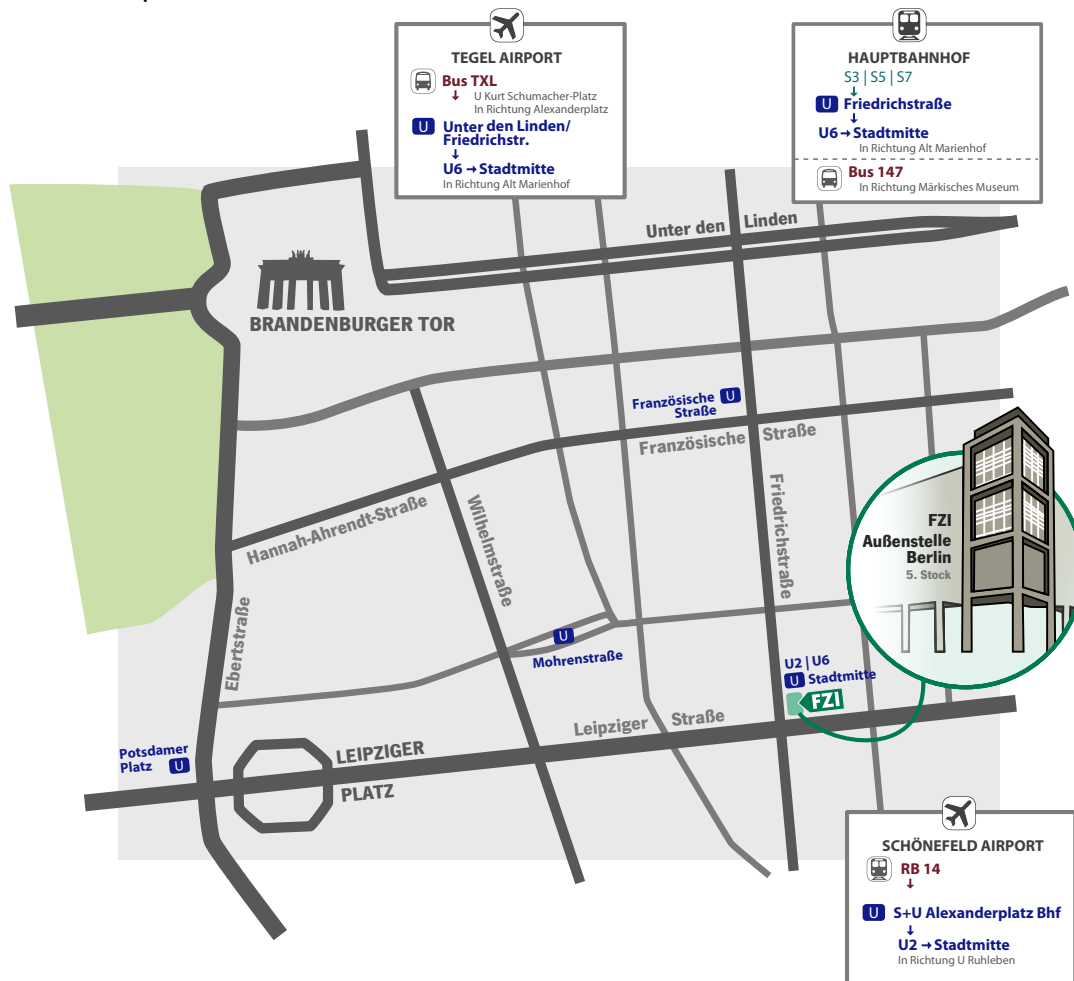 TEGEL AIRPORT
Bus TXL
U Kurt Schumacher-Platz
In Richtung Alexanderplatz
U Unter den Linden/
Friedrichstr.
U6 → Stadtmitte
In Richtung Alt Marienhof
HAUPTBAHNHOF
S3 | S5 | S7
U Friedrichstraße
U6 → Stadtmitte
In Richtung Alt Marienhof
Bus 147
In Richtung Märkisches Museum
Unter den Linden
BRANDENBURGER TOR
Französische U
Straße
Französische Straße
Hannah-Ahrendt-Straße
Wilhelmstraße
Friedrichstraße
FZI
Außenstelle
Berlin
5. Stock
Ebertstraße
U
Mohrenstraße
U2 | U6
U Stadtmitte
FZI
Leipziger Straße
Potsdamer
Platz U
LEIPZIGER
PLATZ
SCHÖNEFELD AIRPORT
RB 14
U S+U Alexanderplatz Bhf
U2 → Stadtmitte
In Richtung U Ruhleben